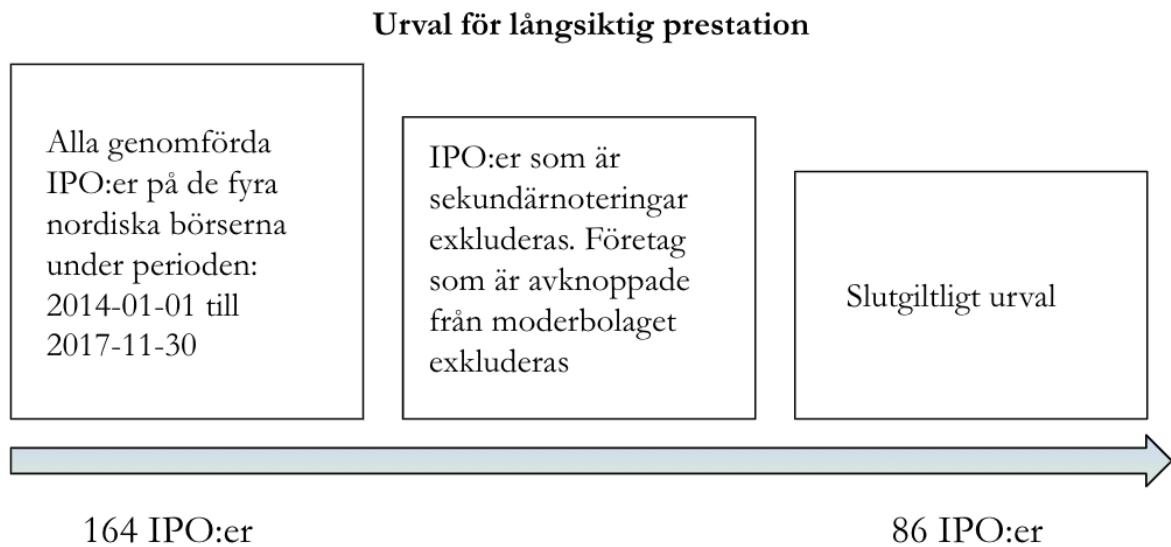 Urval för långsiktig prestation
Alla genomförda
IPO:er på de fyra
nordiska börserna
under perioden:
2014-01-01 till
2017-11-30
IPO:er som är
sekundärnoteringar
exkluderas. Företag
som är avknoppade
från moderbolaget
exkluderas
Slutgiltligt urval
164 IPO:er
86 IPO:er